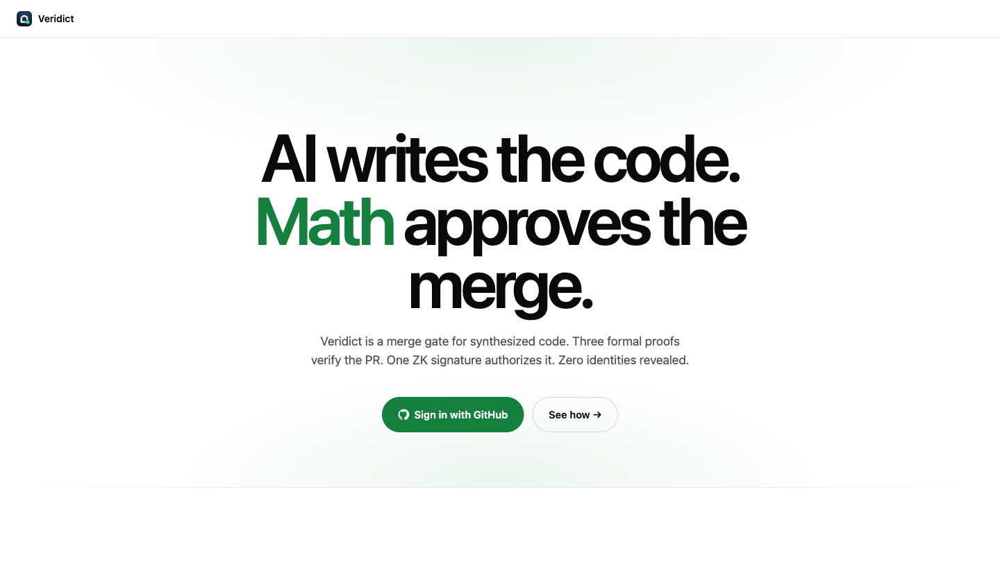 Veridict
AI writes the code.
Math approves the
merge.
Veridict is a merge gate for synthesized code. Three formal proofs
verify the PR. One ZK signature authorizes it. Zero identities revealed.
Sign in with GitHub
See how →